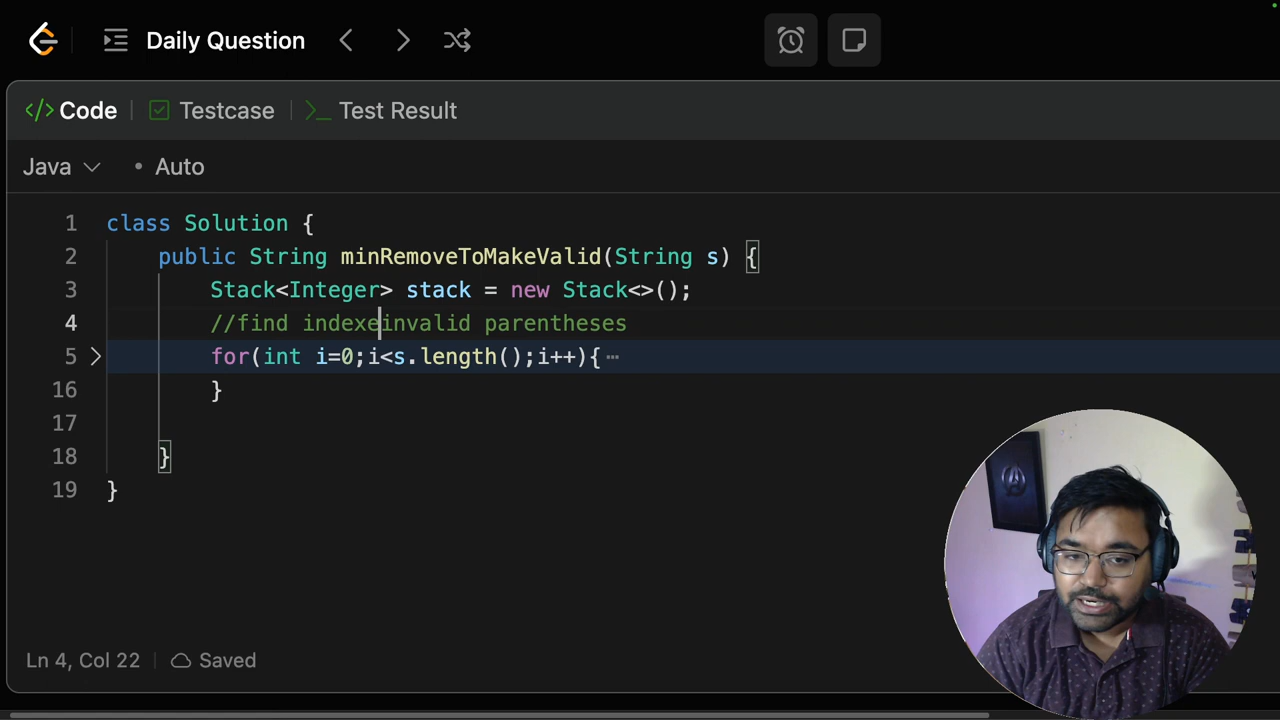 Daily Question
</> Code | Testcase | >_ Test Result
Java • Auto
1 class Solution {
2 public String minRemoveToMakeValid(String s) {
3 Stack<Integer> stack = new Stack<>();
4 //find indexeinvalid parentheses
5 for(int i=0;i<s.length();i++){ ⋯
16 }
17
18 }
19 }
Ln 4, Col 22 | Saved